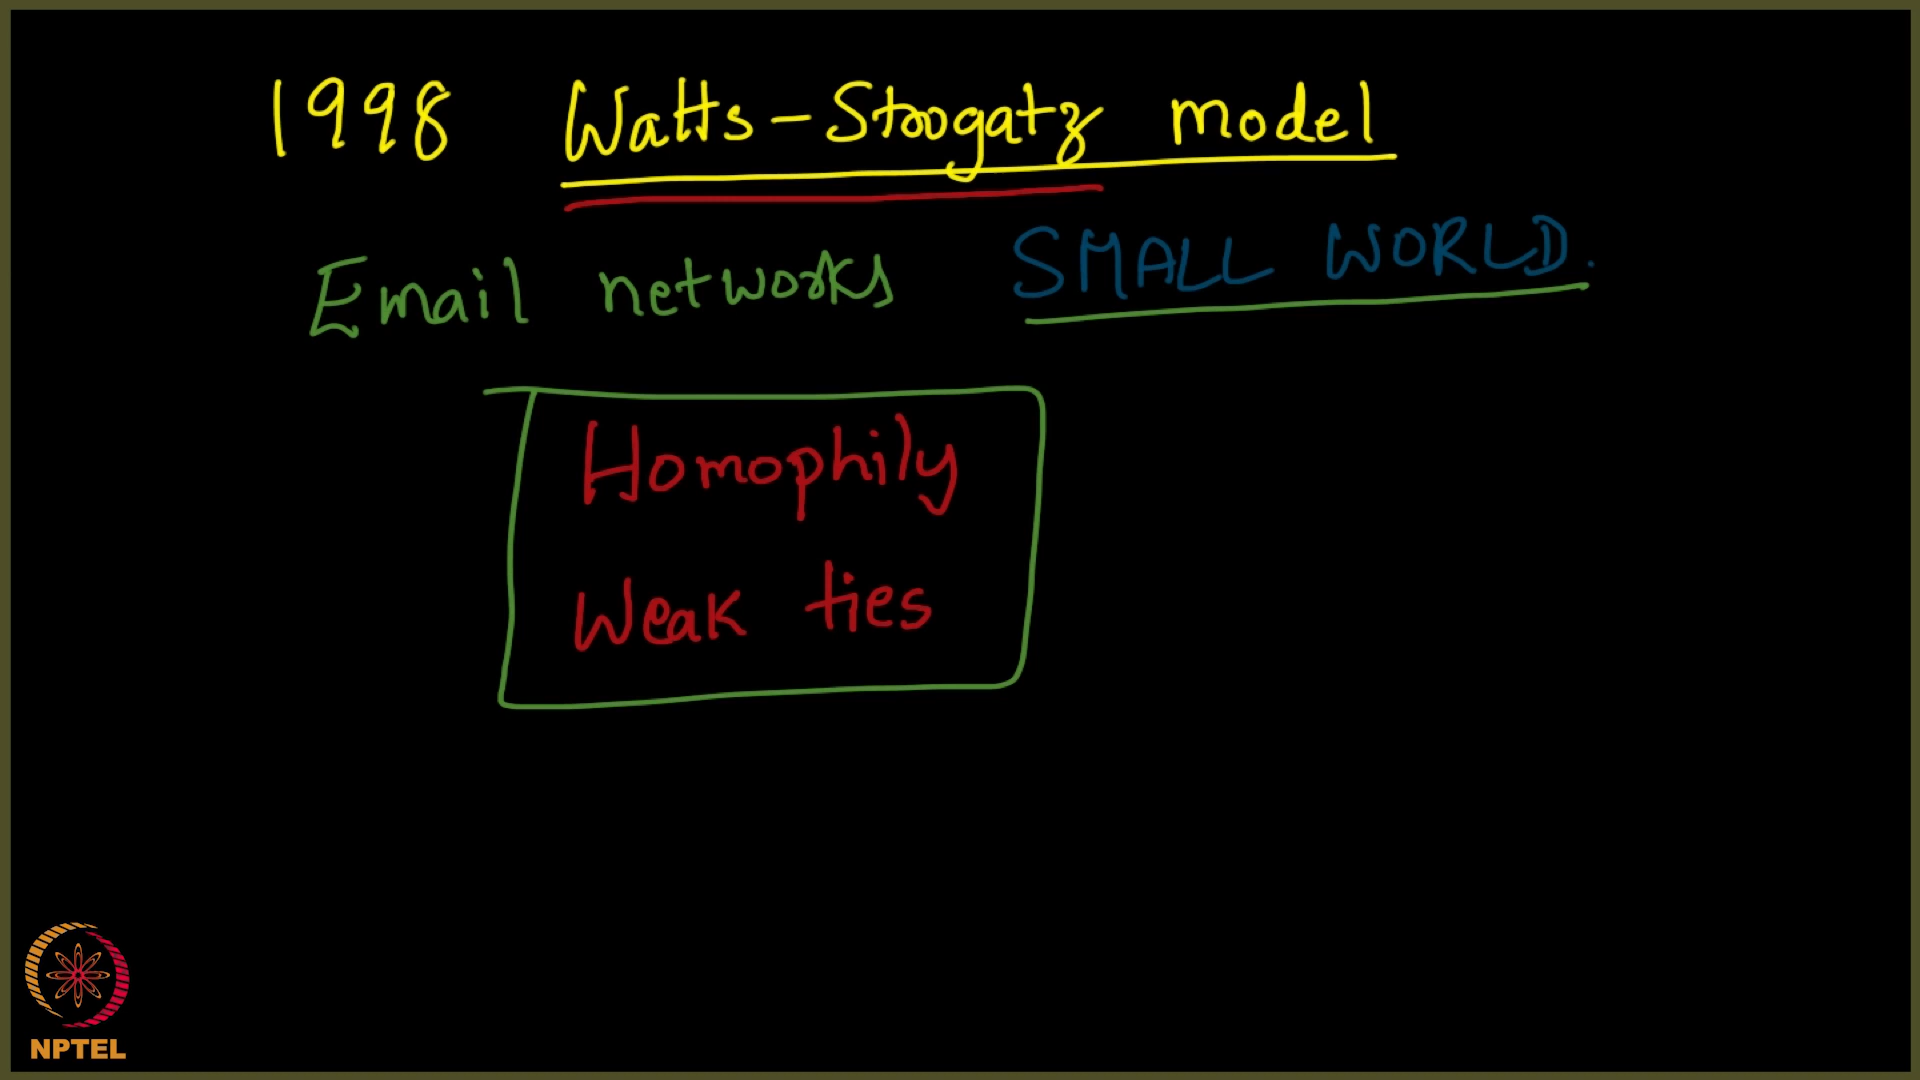 1998 Watts-Strogatz model
Email networks SMALL WORLD.
Homophily
Weak ties
NPTEL